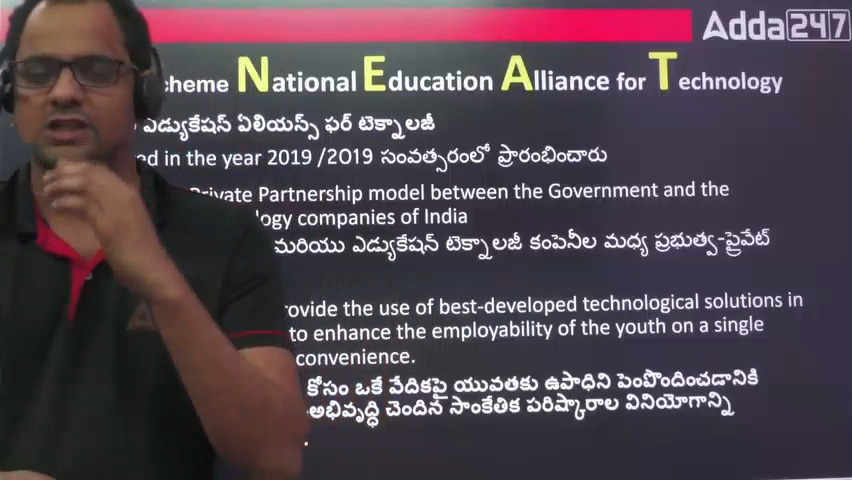 Adda247
cheme National Education Alliance for Technology
ఎడ్యుకేషన్ ఏలియన్స్ ఫర్ టెక్నాలజీ
ed in the year 2019 /2019 సంవత్సరంలో ప్రారంభించారు
Private Partnership model between the Government and the
logy companies of India
మరియు ఎడ్యుకేషన్ టెక్నాలజీ కంపెనీల మధ్య ప్రభుత్వ-ప్రైవేట్
rovide the use of best-developed technological solutions in
to enhance the employability of the youth on a single
convenience.
కోసం ఒకే వేదికపై యువతకు ఉపాధిని పెంపొందించడానికి
అభివృద్ధి చెందిన సాంకేతిక పరిష్కారాల వినియోగాన్ని